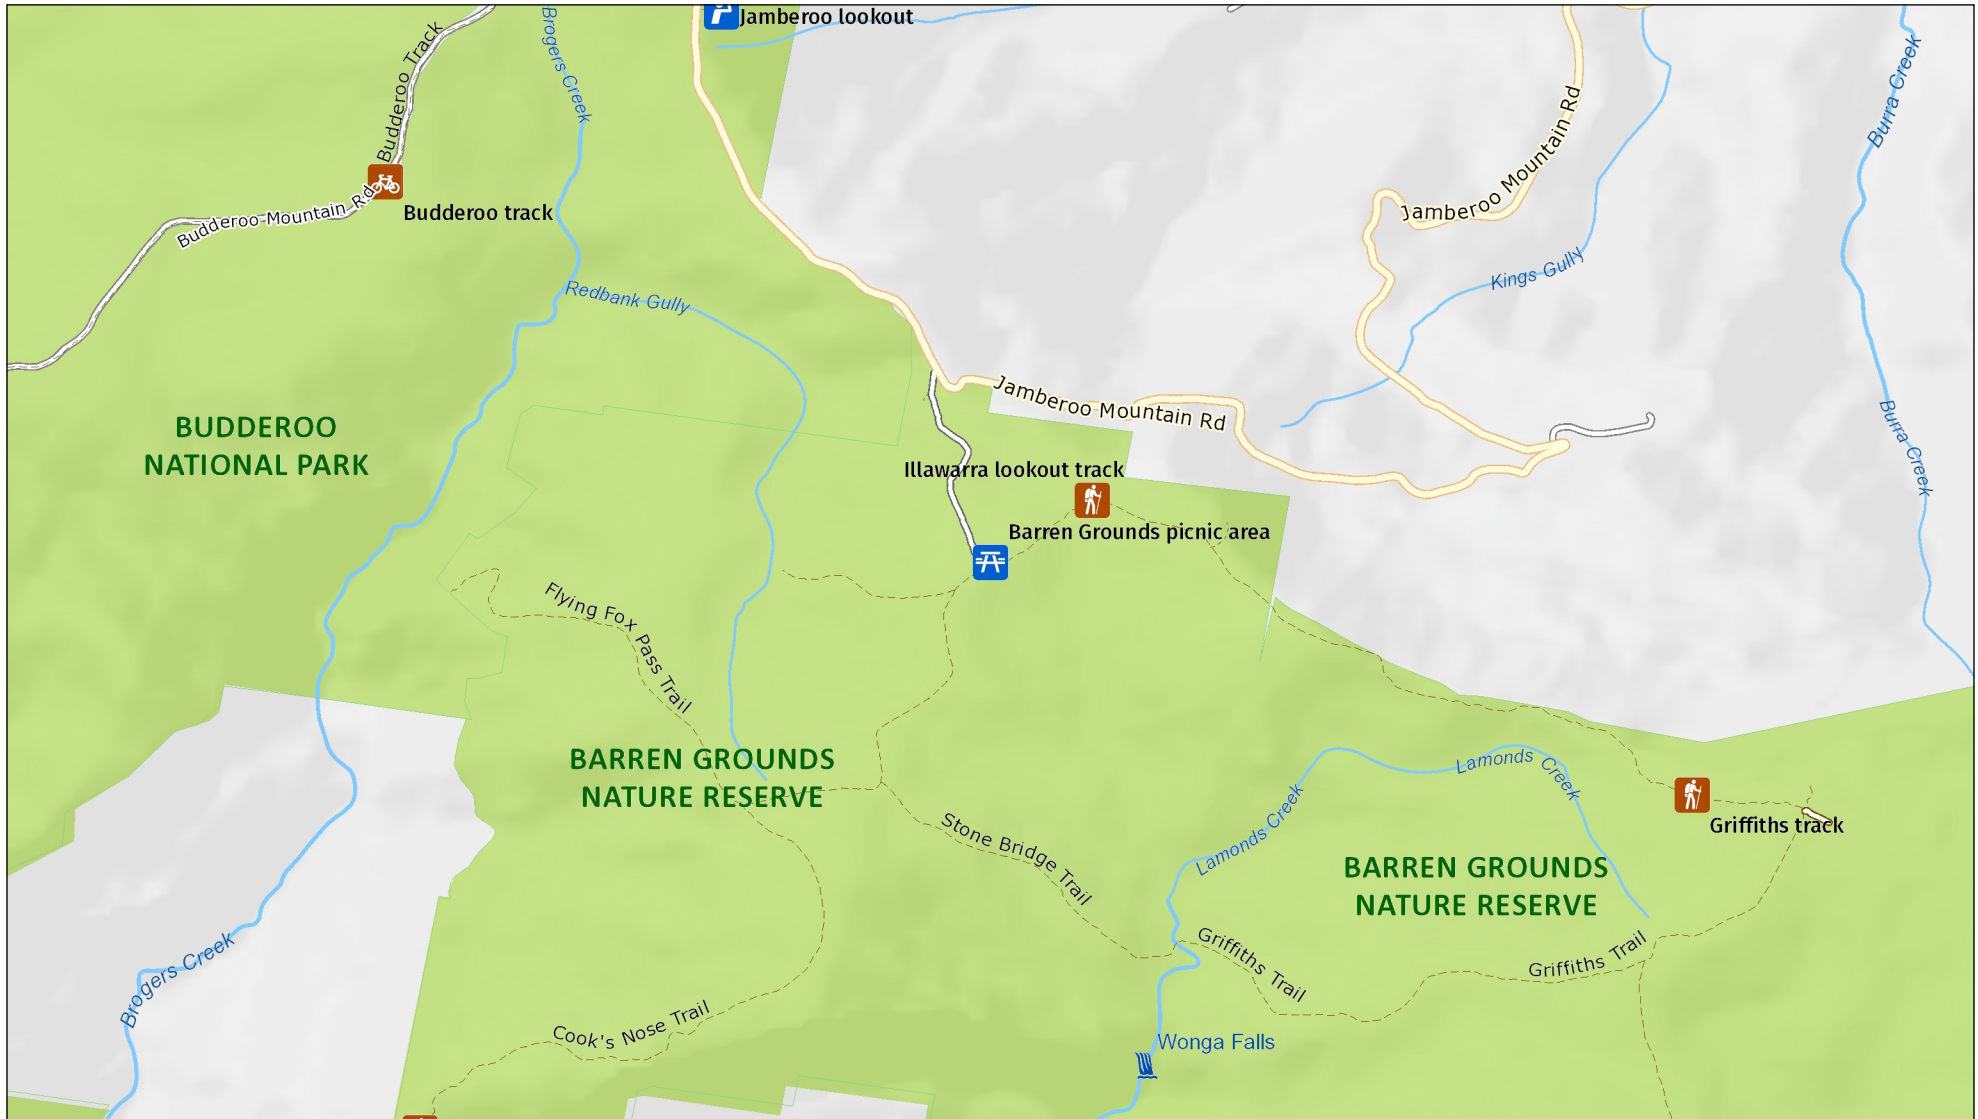 Jamberoo lookout
Budderoo Track
Brogers Creek
Burra Creek
Jamberoo Mountain Rd
Budderoo Mountain Rd
Budderoo track
Kings Gully
Redbank Gully
Jamberoo Mountain Rd
Burra Creek
BUDDEROO
NATIONAL PARK
Illawarra lookout track
Barren Grounds picnic area
Flying Fox Pass Trail
BARREN GROUNDS
NATURE RESERVE
Lamonds Creek
Lamonds Creek
Griffiths track
Stone Bridge Trail
BARREN GROUNDS
NATURE RESERVE
Brogers Creek
Griffiths Trail
Griffiths Trail
Cook's Nose Trail
Wonga Falls